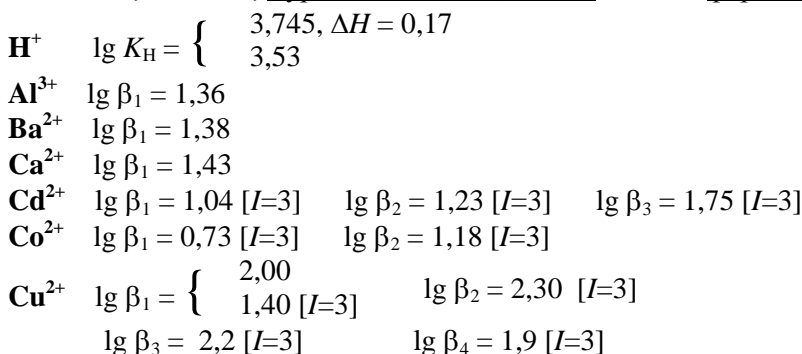 H⁺ lg K_H = { 3,745, ΔH = 0,17
3,53
Al³⁺ lg β₁ = 1,36
Ba²⁺ lg β₁ = 1,38
Ca²⁺ lg β₁ = 1,43
Cd²⁺ lg β₁ = 1,04 [I=3] lg β₂ = 1,23 [I=3] lg β₃ = 1,75 [I=3]
Co²⁺ lg β₁ = 0,73 [I=3] lg β₂ = 1,18 [I=3]
Cu²⁺ lg β₁ = { 2,00
1,40 [I=3] lg β₂ = 2,30 [I=3]
lg β₃ = 2,2 [I=3] lg β₄ = 1,9 [I=3]